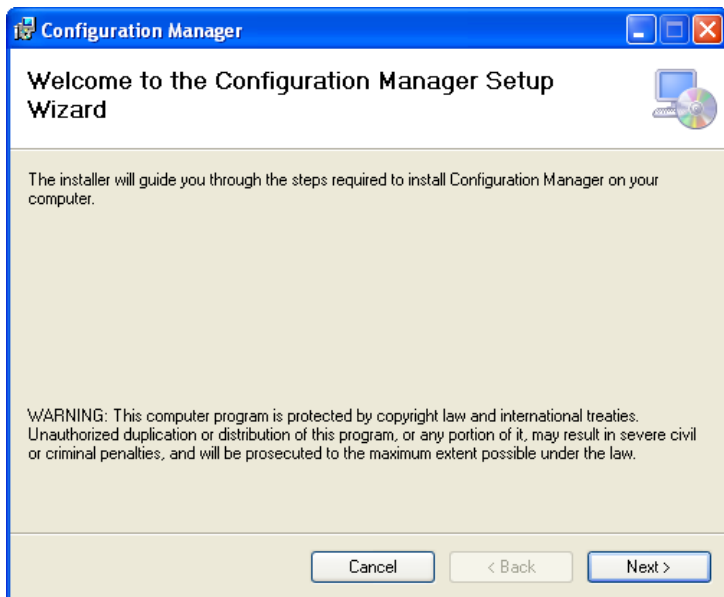 Configuration Manager
Welcome to the Configuration Manager Setup
Wizard
The installer will guide you through the steps required to install Configuration Manager on your
computer.
WARNING: This computer program is protected by copyright law and international treaties.
Unauthorized duplication or distribution of this program, or any portion of it, may result in severe civil
or criminal penalties, and will be prosecuted to the maximum extent possible under the law.
Cancel
< Back
Next >